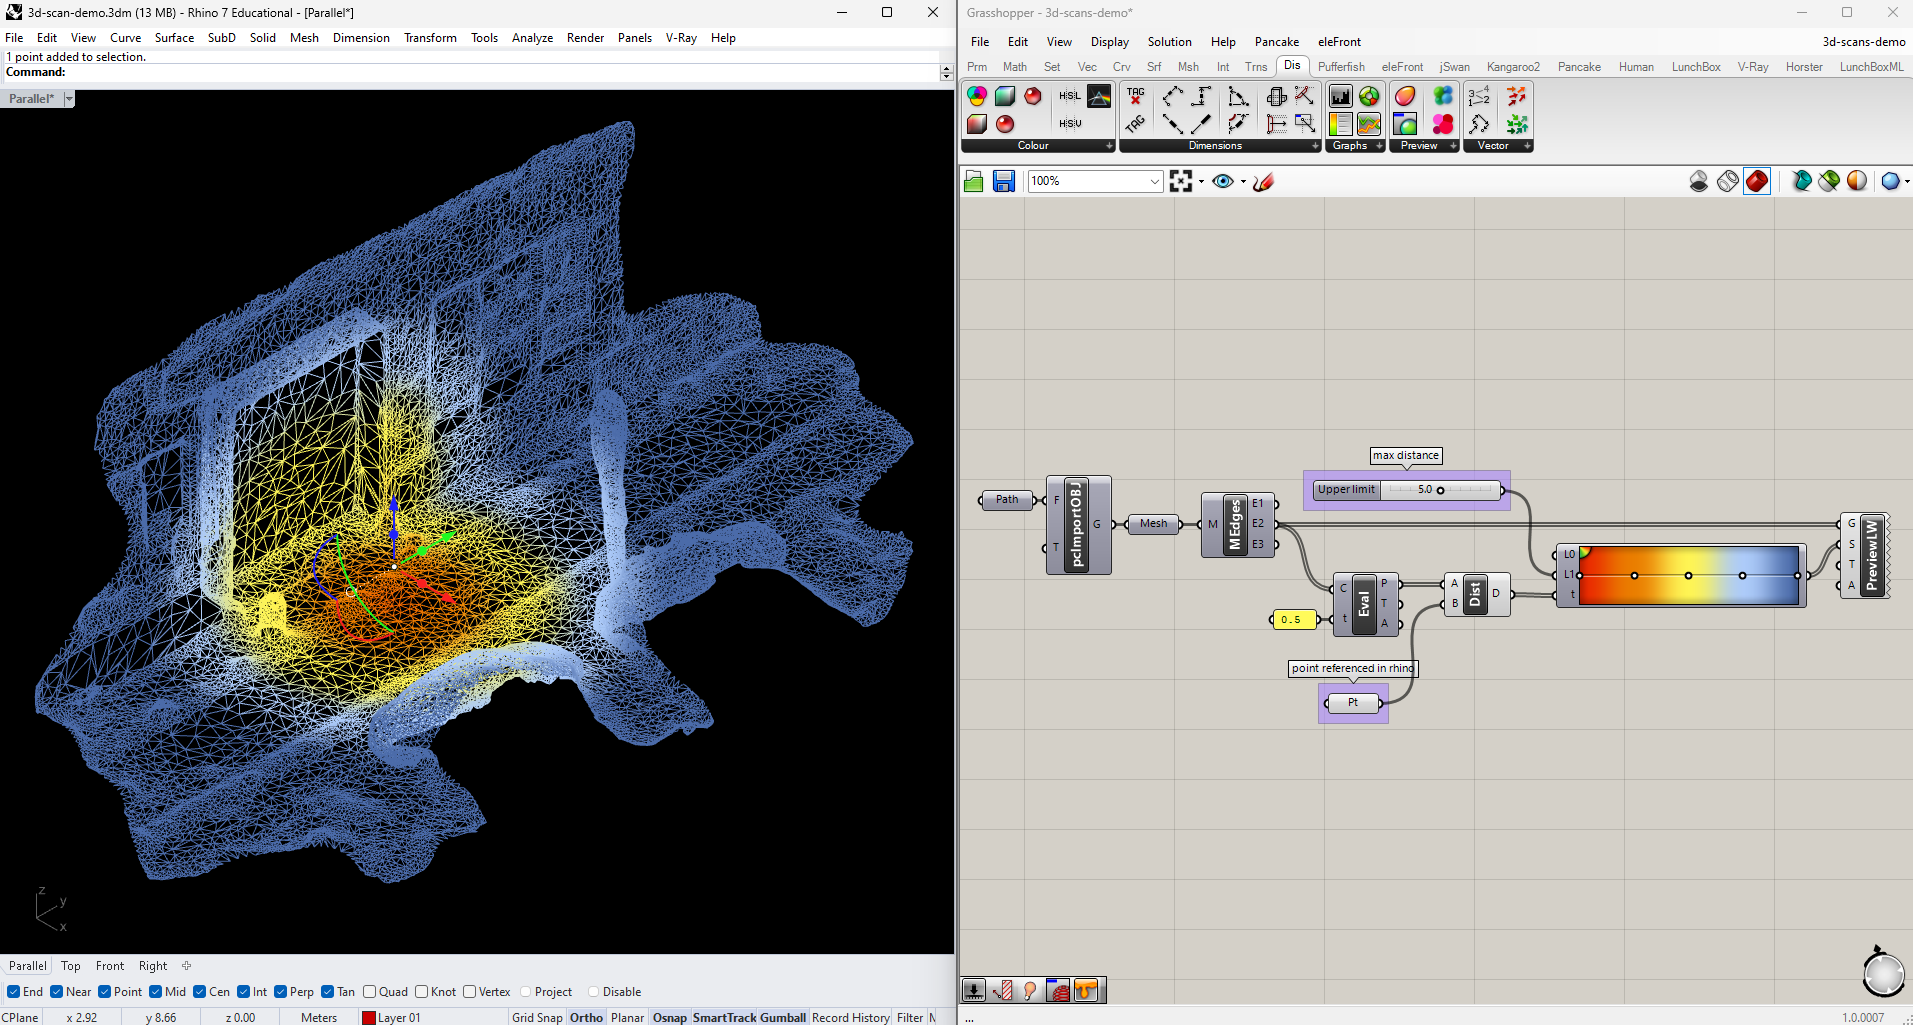 3d-scan-demo.3dm (13 MB) - Rhino 7 Educational - [Parallel*]
File Edit View Curve Surface SubD Solid Mesh Dimension Transform Tools Analyze Render Panels V-Ray Help
1 point added to selection.
Command:
Parallel*
z
y
x
Parallel Top Front Right
End Near Point Mid Cen Int Perp Tan Quad Knot Vertex Project Disable
CPlane x 2.92 y 8.66 z 0.00 Meters Layer 01 Grid Snap Ortho Planar Osnap SmartTrack Gumball Record History Filter
Grasshopper - 3d-scans-demo*
File Edit View Display Solution Help Pancake eleFront 3d-scans-demo
Prm Math Set Vec Crv Srf Msh Int Trns Dis Pufferfish eleFront jSwan Kangaroo2 Pancake Human LunchBox V-Ray Horster LunchBoxML
HSL
HSV
TAG
TAG
Colour Dimensions Graphs Preview Vector
100%
max distance
Upper limit 5.0
Path
F
T
pcImportOBJ
G
Mesh
M
MEdges
E1
E2
E3
C
t
Eval
P
T
A
0.5
A
B
Dist
D
L0
L1
t
G
S
T
A
PreviewLW
point referenced in rhino
Pt
...
1.0.0007